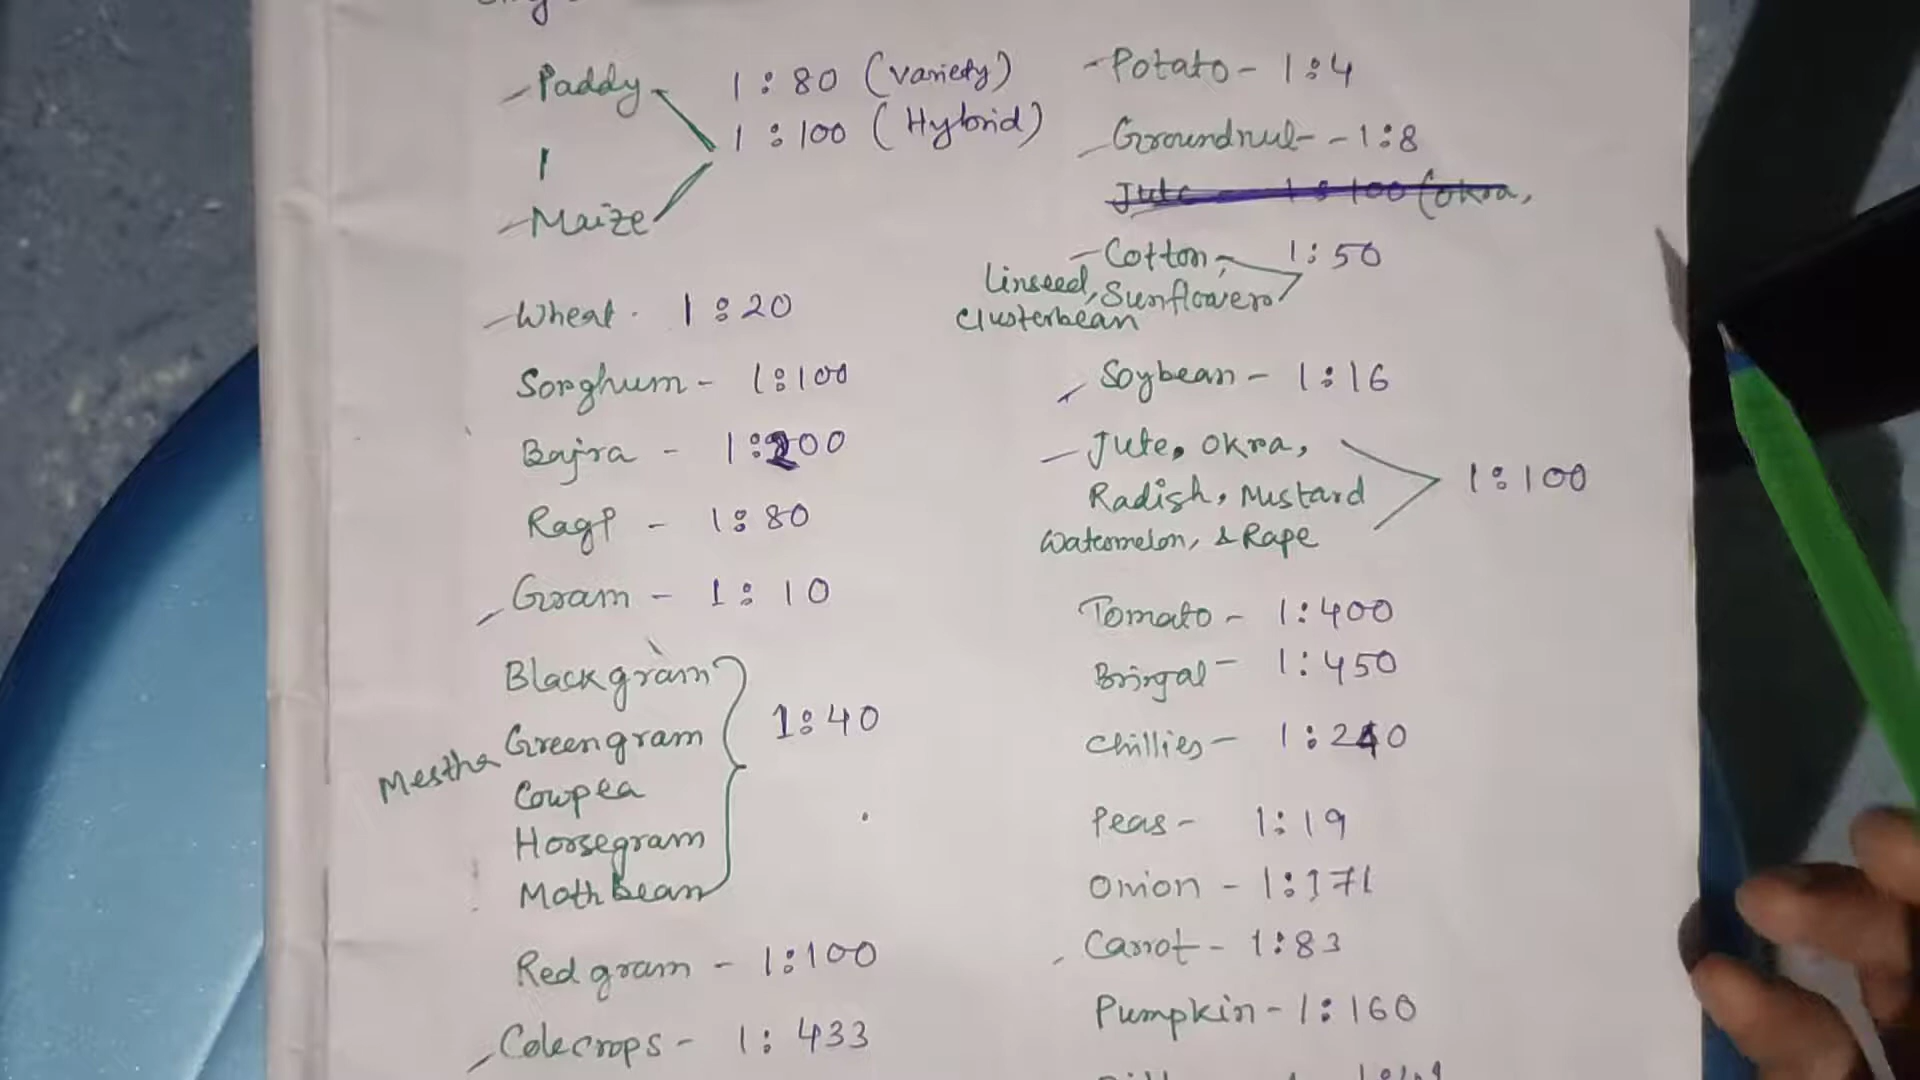 Paddy 1:80 (Variety)
1:100 (Hybrid)
Maize
Wheat. 1:20
Sorghum - 1:100
Bajra - 1:200
Ragi - 1:80
Gram - 1:10
Blackgram
Mestha Greengram 1:40
Cowpea
Horsegram
Mothbean
Redgram - 1:100
Colecrops - 1:433
Potato - 1:4
Groundnut - 1:8
Jute 1:100 (okra,
Cotton, 1:50
Linseed, Sunflower
Clusterbean
Soybean - 1:16
Jute, Okra,
Radish, Mustard 1:100
Watermelon, & Rape
Tomato - 1:400
Brinjal - 1:450
Chillies - 1:240
Peas - 1:19
Onion - 1:171
Carrot - 1:83
Pumpkin - 1:160